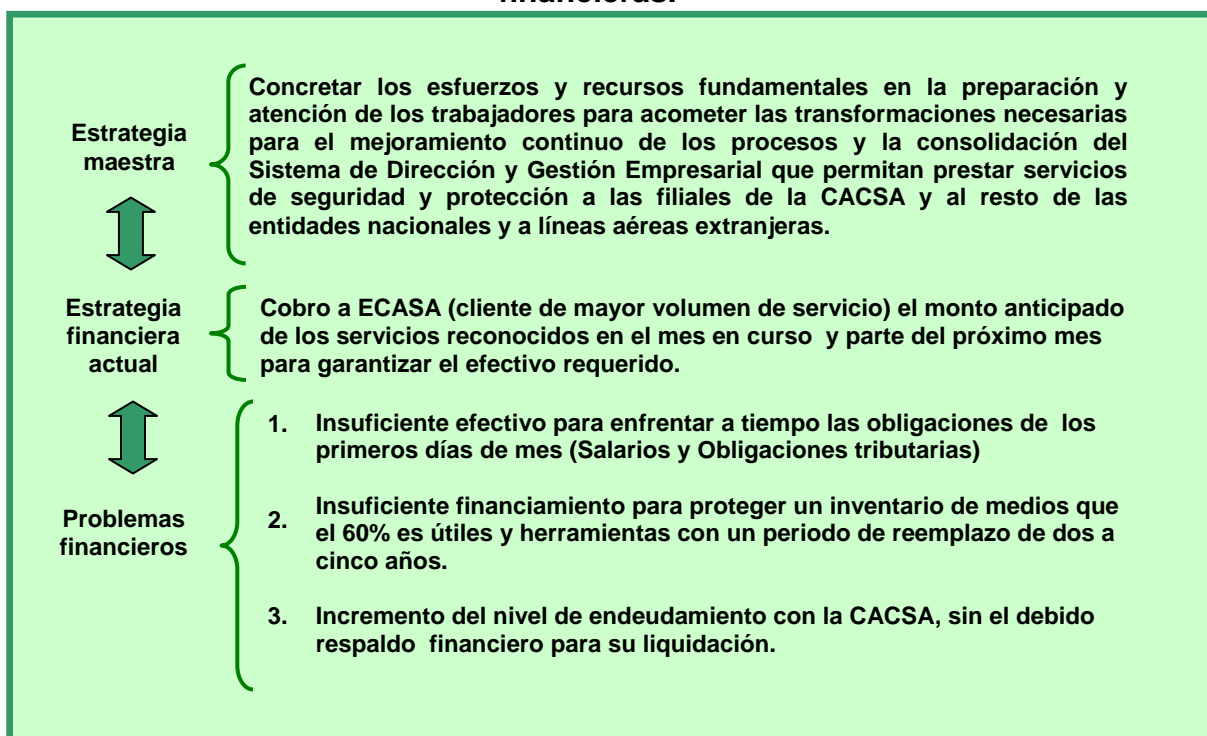 financieras.
Concretar los esfuerzos y recursos fundamentales en la preparación y
atención de los trabajadores para acometer las transformaciones necesarias
para el mejoramiento continuo de los procesos y la consolidación del
Sistema de Dirección y Gestión Empresarial que permitan prestar servicios
de seguridad y protección a las filiales de la CACSA y al resto de las
entidades nacionales y a líneas aéreas extranjeras.
Estrategia
maestra
Estrategia
financiera
actual
Cobro a ECASA (cliente de mayor volumen de servicio) el monto anticipado
de los servicios reconocidos en el mes en curso y parte del próximo mes
para garantizar el efectivo requerido.
Problemas
financieros
1. Insuficiente efectivo para enfrentar a tiempo las obligaciones de los
primeros días de mes (Salarios y Obligaciones tributarias)
2. Insuficiente financiamiento para proteger un inventario de medios que
el 60% es útiles y herramientas con un periodo de reemplazo de dos a
cinco años.
3. Incremento del nivel de endeudamiento con la CACSA, sin el debido
respaldo financiero para su liquidación.